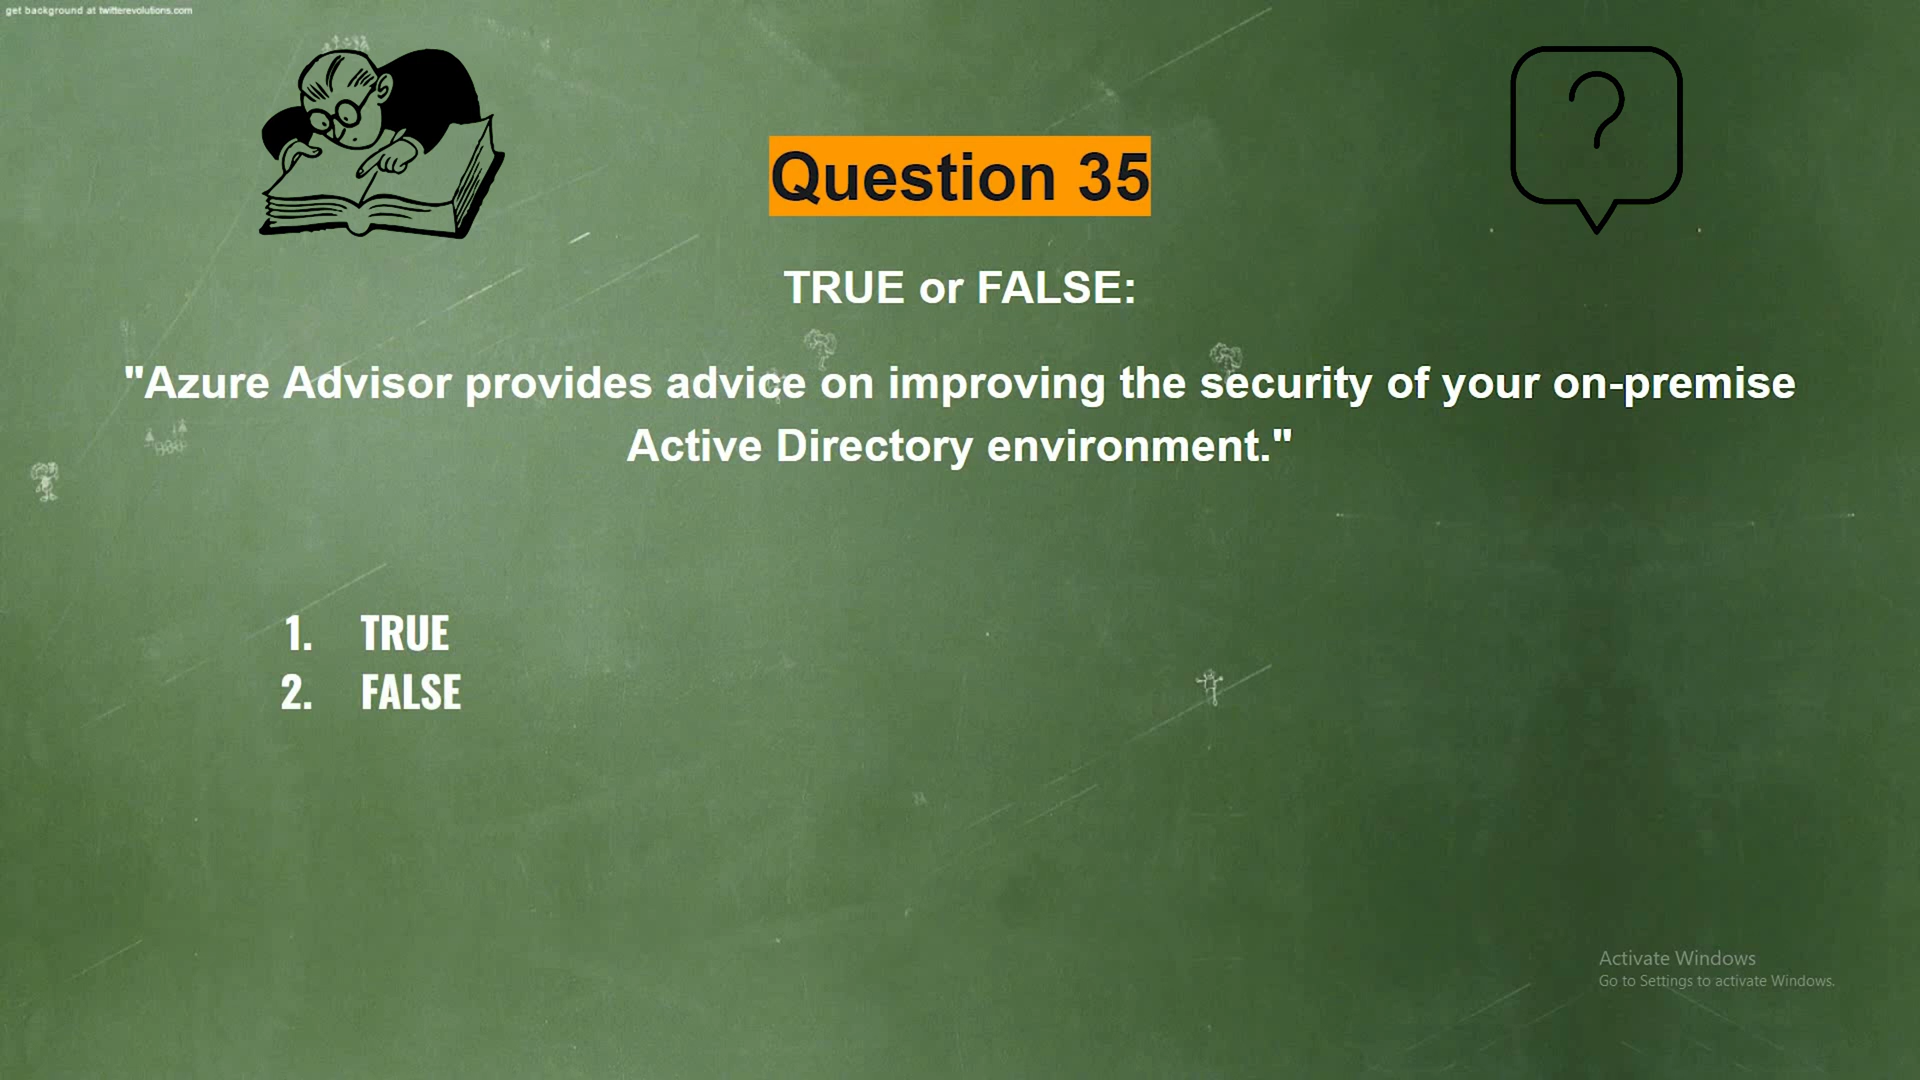 get background at twitterevolutions.com
Question 35
TRUE or FALSE:
"Azure Advisor provides advice on improving the security of your on-premise
Active Directory environment."
1. TRUE
2. FALSE
Activate Windows
Go to Settings to activate Windows.